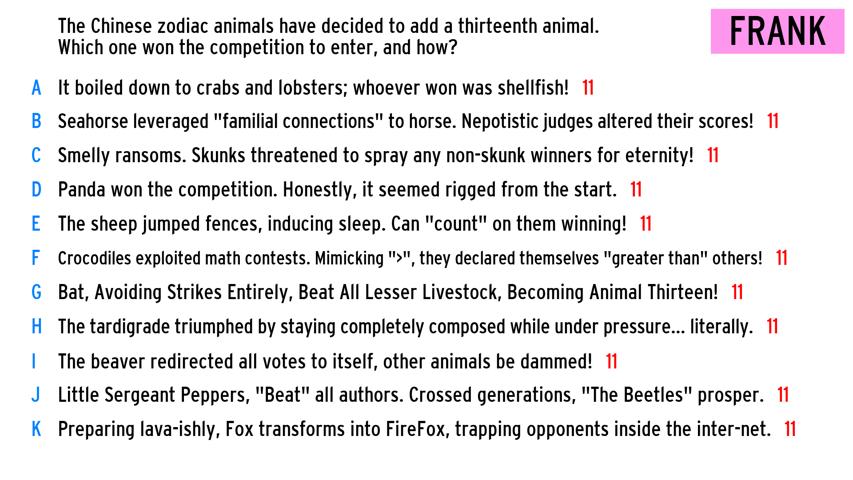 The Chinese zodiac animals have decided to add a thirteenth animal.
Which one won the competition to enter, and how?
FRANK
A It boiled down to crabs and lobsters; whoever won was shellfish! 11
B Seahorse leveraged "familial connections" to horse. Nepotistic judges altered their scores! 11
C Smelly ransoms. Skunks threatened to spray any non-skunk winners for eternity! 11
D Panda won the competition. Honestly, it seemed rigged from the start. 11
E The sheep jumped fences, inducing sleep. Can "count" on them winning! 11
F Crocodiles exploited math contests. Mimicking ">", they declared themselves "greater than" others! 11
G Bat, Avoiding Strikes Entirely, Beat All Lesser Livestock, Becoming Animal Thirteen! 11
H The tardigrade triumphed by staying completely composed while under pressure... literally. 11
I The beaver redirected all votes to itself, other animals be dammed! 11
J Little Sergeant Peppers, "Beat" all authors. Crossed generations, "The Beetles" prosper. 11
K Preparing lava-ishly, Fox transforms into FireFox, trapping opponents inside the inter-net. 11